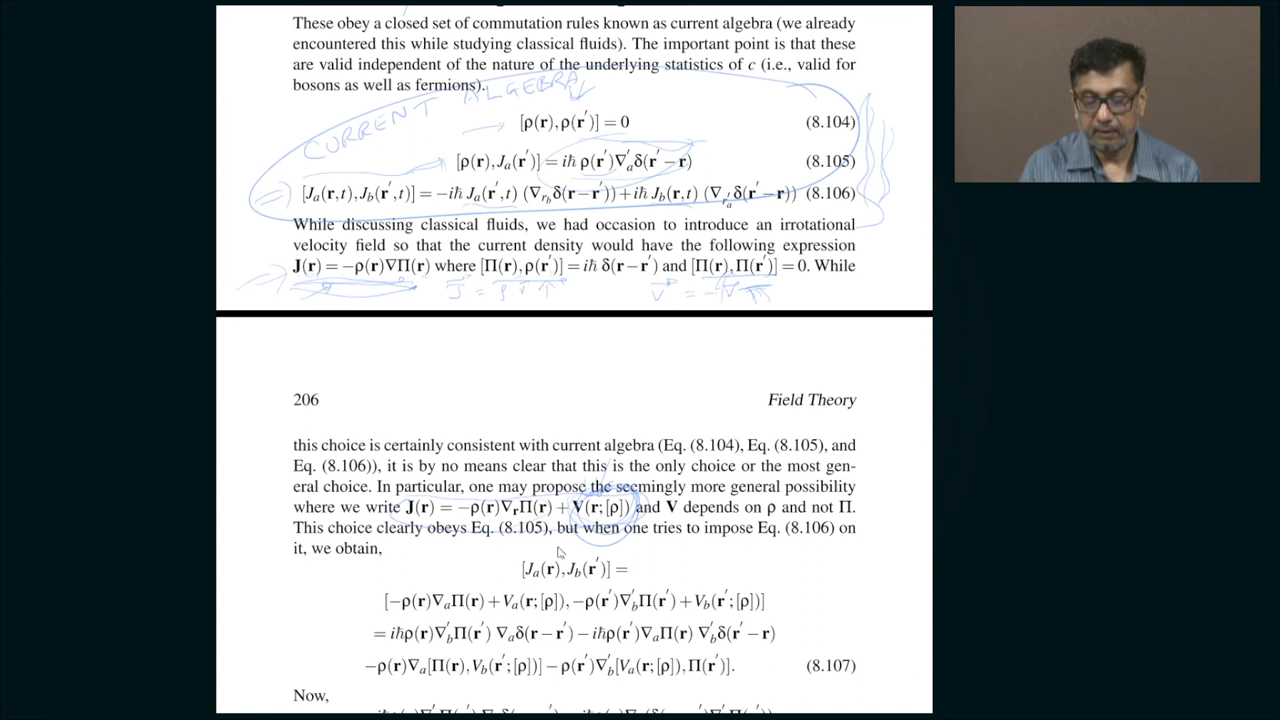 These obey a closed set of commutation rules known as current algebra (we already
encountered this while studying classical fluids). The important point is that these
are valid independent of the nature of the underlying statistics of c (i.e., valid for
bosons as well as fermions).
CURRENT ALGEBRA
[ρ(r), ρ(r′)] = 0 (8.104)
[ρ(r), J_a(r′)] = iħ ρ(r′)∇′_a δ(r′ − r) (8.105)
[J_a(r,t), J_b(r′,t)] = −iħ J_a(r′,t) (∇_{r_b} δ(r−r′)) + iħ J_b(r,t) (∇_{r′_a} δ(r′−r)) (8.106)
While discussing classical fluids, we had occasion to introduce an irrotational
velocity field so that the current density would have the following expression
J(r) = −ρ(r)∇Π(r) where [Π(r), ρ(r′)] = iħ δ(r−r′) and [Π(r), Π(r′)] = 0. While
206 Field Theory
this choice is certainly consistent with current algebra (Eq. (8.104), Eq. (8.105), and
Eq. (8.106)), it is by no means clear that this is the only choice or the most gen-
eral choice. In particular, one may propose the seemingly more general possibility
where we write J(r) = −ρ(r)∇_rΠ(r) + V(r;[ρ]) and V depends on ρ and not Π.
This choice clearly obeys Eq. (8.105), but when one tries to impose Eq. (8.106) on
it, we obtain,
[J_a(r), J_b(r′)] =
[−ρ(r)∇_aΠ(r) + V_a(r;[ρ]), −ρ(r′)∇′_bΠ(r′) + V_b(r′;[ρ])]
= iħρ(r)∇′_bΠ(r′) ∇_aδ(r−r′) − iħρ(r′)∇_aΠ(r) ∇′_bδ(r′−r)
−ρ(r)∇_a[Π(r), V_b(r′;[ρ])] − ρ(r′)∇′_b[V_a(r;[ρ]), Π(r′)]. (8.107)
Now,